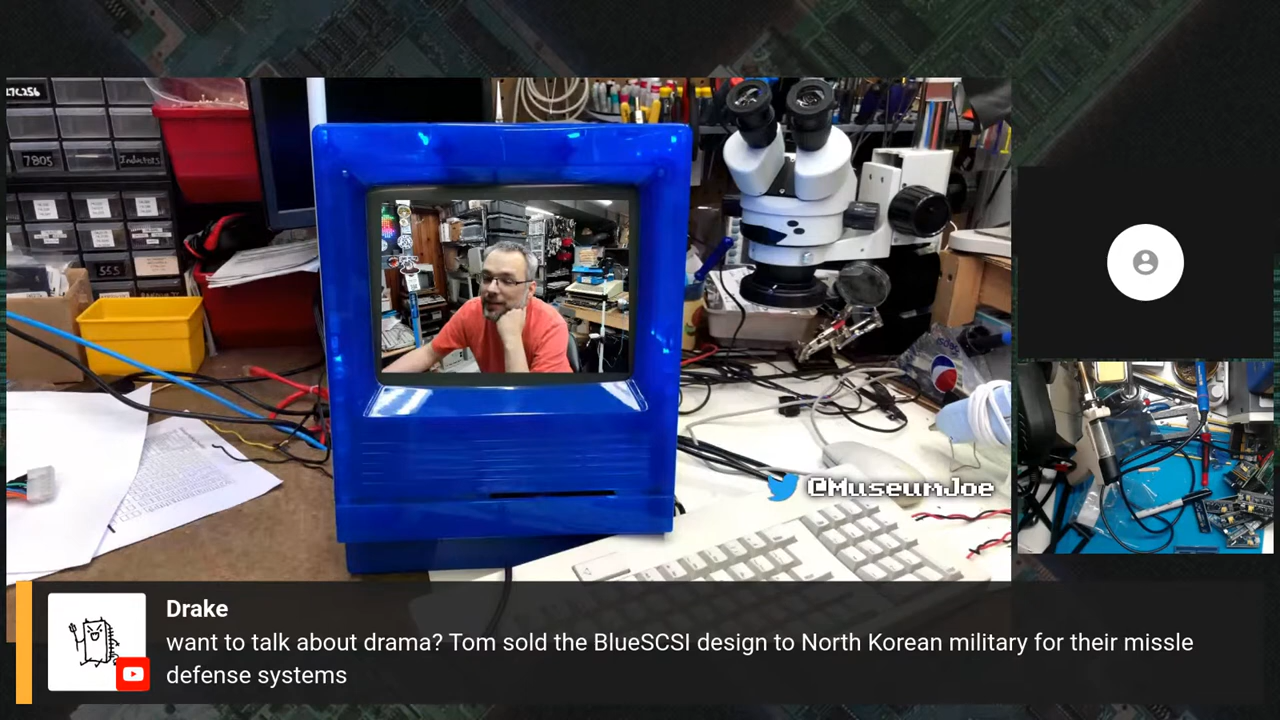 7805
Inductors
555
@MuseumJoe
Drake
want to talk about drama? Tom sold the BlueSCSI design to North Korean military for their missle
defense systems